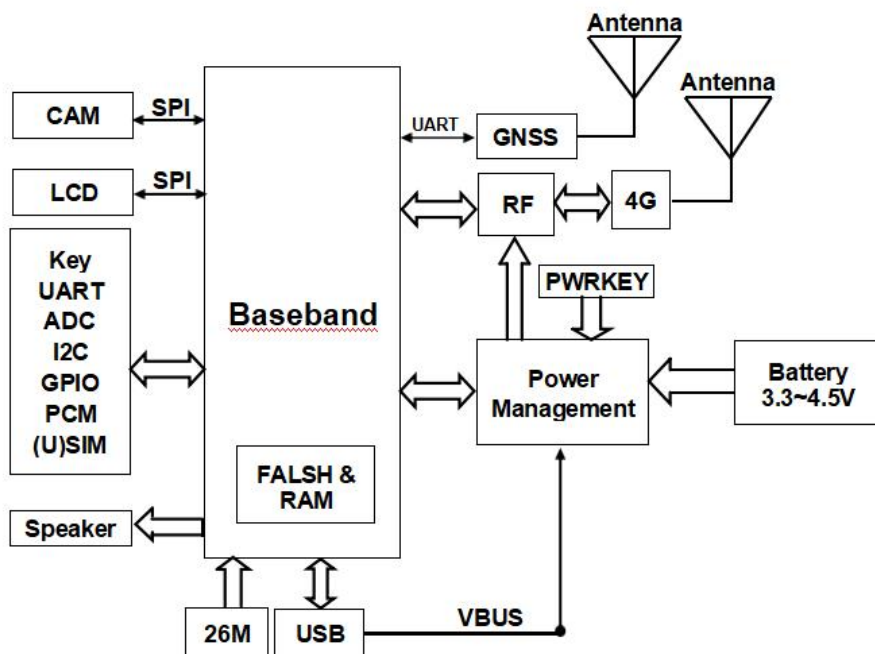 Antenna
Antenna
CAM
SPI
UART
GNSS
LCD
SPI
RF
4G
Key
UART
ADC
I2C
GPIO
PCM
(U)SIM
Baseband
PWRKEY
Power
Management
Battery
3.3~4.5V
FALSH &
RAM
Speaker
26M
USB
VBUS